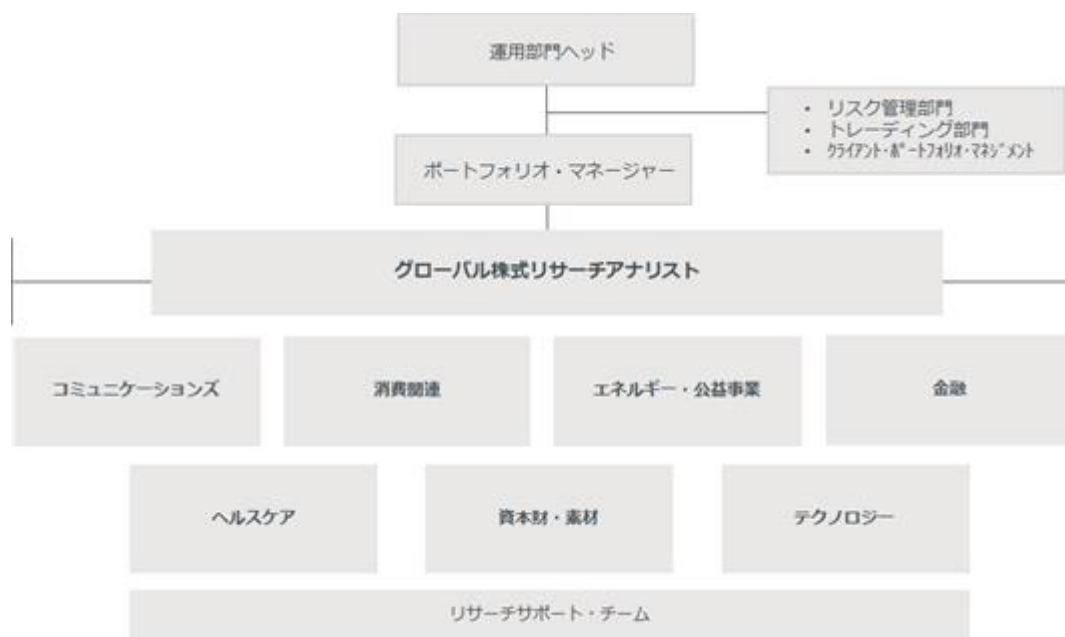 運用部門ヘッド
• リスク管理部門
• トレーディング部門
• ｸﾗｲｱﾝﾄ・ﾎﾟｰﾄﾌｫﾘｵ・ﾏﾈｼﾞﾒﾝﾄ
ポートフォリオ・マネージャー
グローバル株式リサーチアナリスト
コミュニケーションズ
消費関連
エネルギー・公益事業
金融
ヘルスケア
資本財・素材
テクノロジー
リサーチサポート・チーム